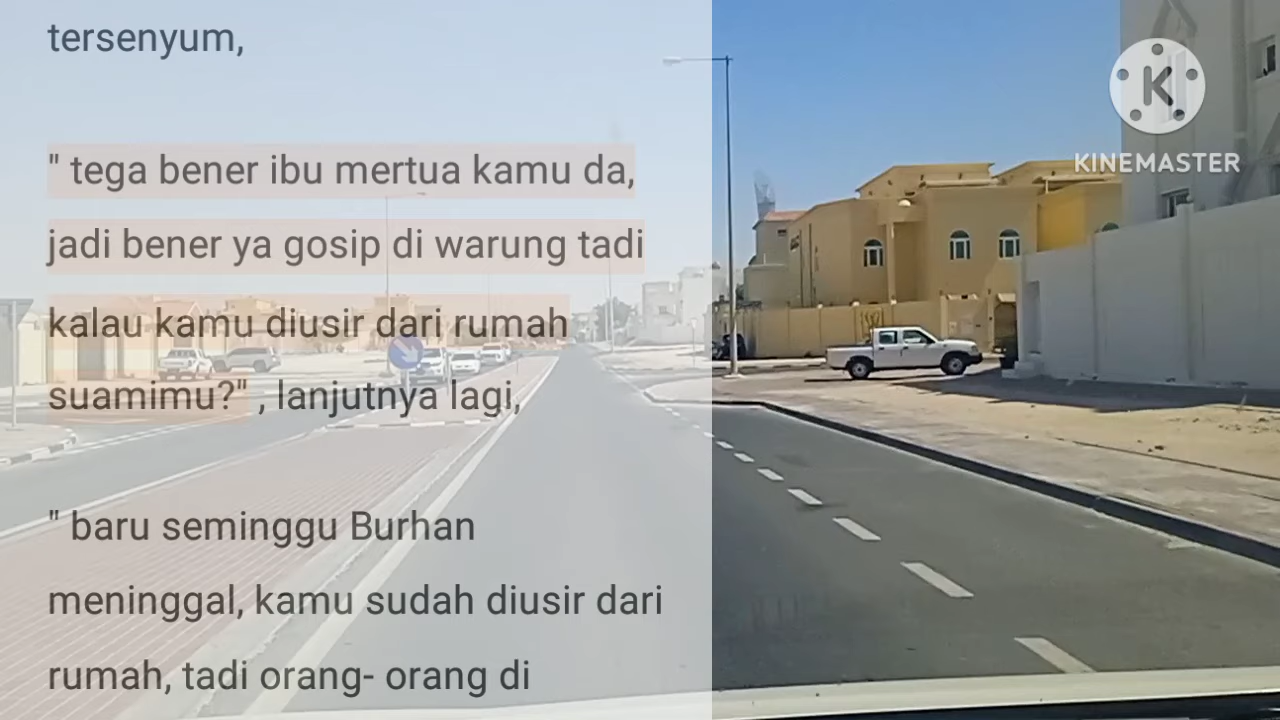 tersenyum,
" tega bener ibu mertua kamu da,
jadi bener ya gosip di warung tadi
kalau kamu diusir dari rumah
suamimu?" , lanjutnya lagi,
" baru seminggu Burhan
meninggal, kamu sudah diusir dari
rumah, tadi orang- orang di
K
KINEMASTER